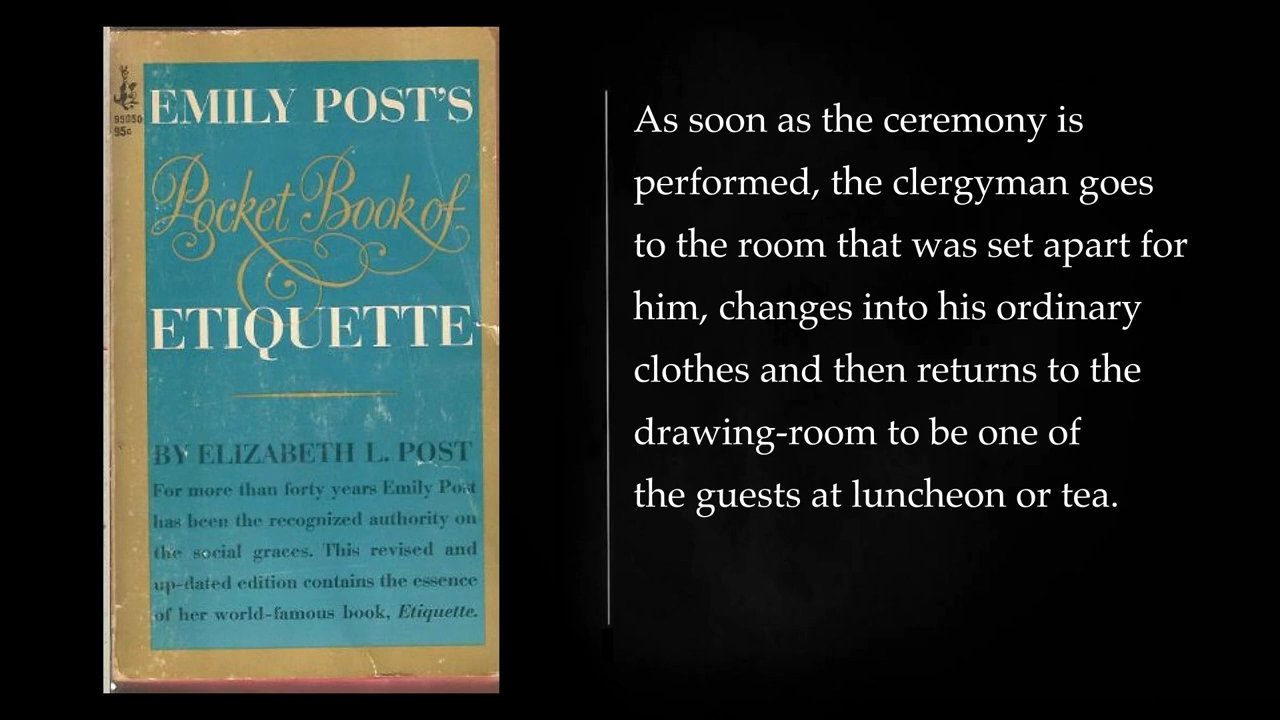 95050
95c
EMILY POST'S
Pocket Book of
ETIQUETTE
BY ELIZABETH L. POST
For more than forty years Emily Post
has been the recognized authority on
the social graces. This revised and
up-dated edition contains the essence
of her world-famous book, Etiquette.
As soon as the ceremony is
performed, the clergyman goes
to the room that was set apart for
him, changes into his ordinary
clothes and then returns to the
drawing-room to be one of
the guests at luncheon or tea.